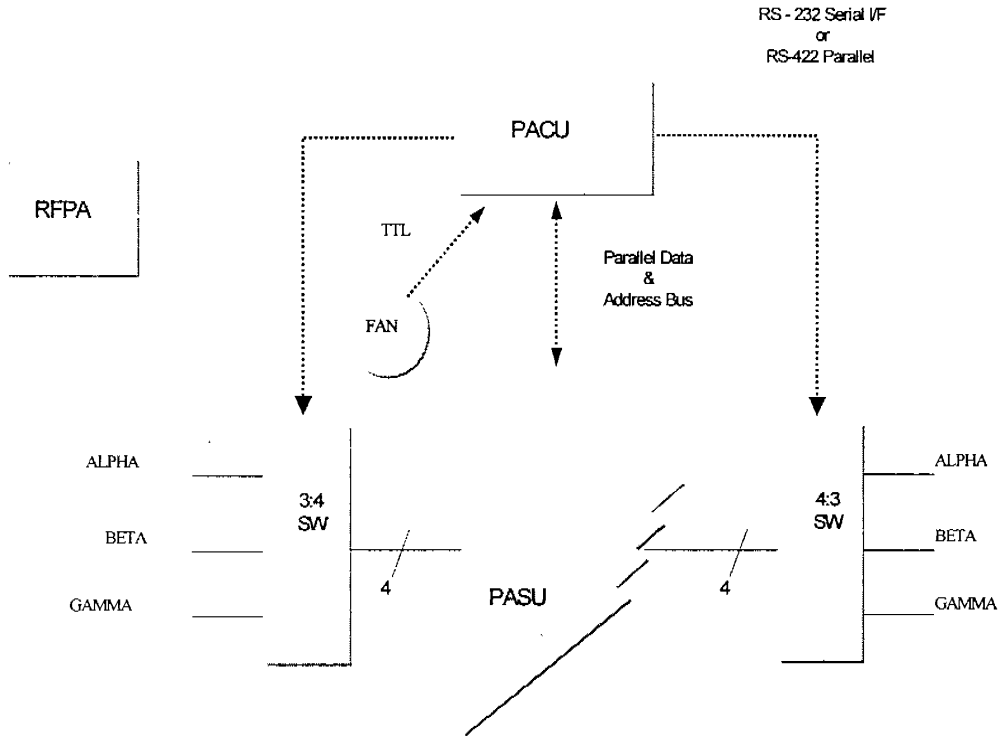 RS - 232 Serial I/F
or
RS-422 Parallel
PACU
RFPA
TTL
Parallel Data
&
Address Bus
FAN
ALPHA
BETA
GAMMA
3:4
SW
4
PASU
4
4:3
SW
ALPHA
BETA
GAMMA